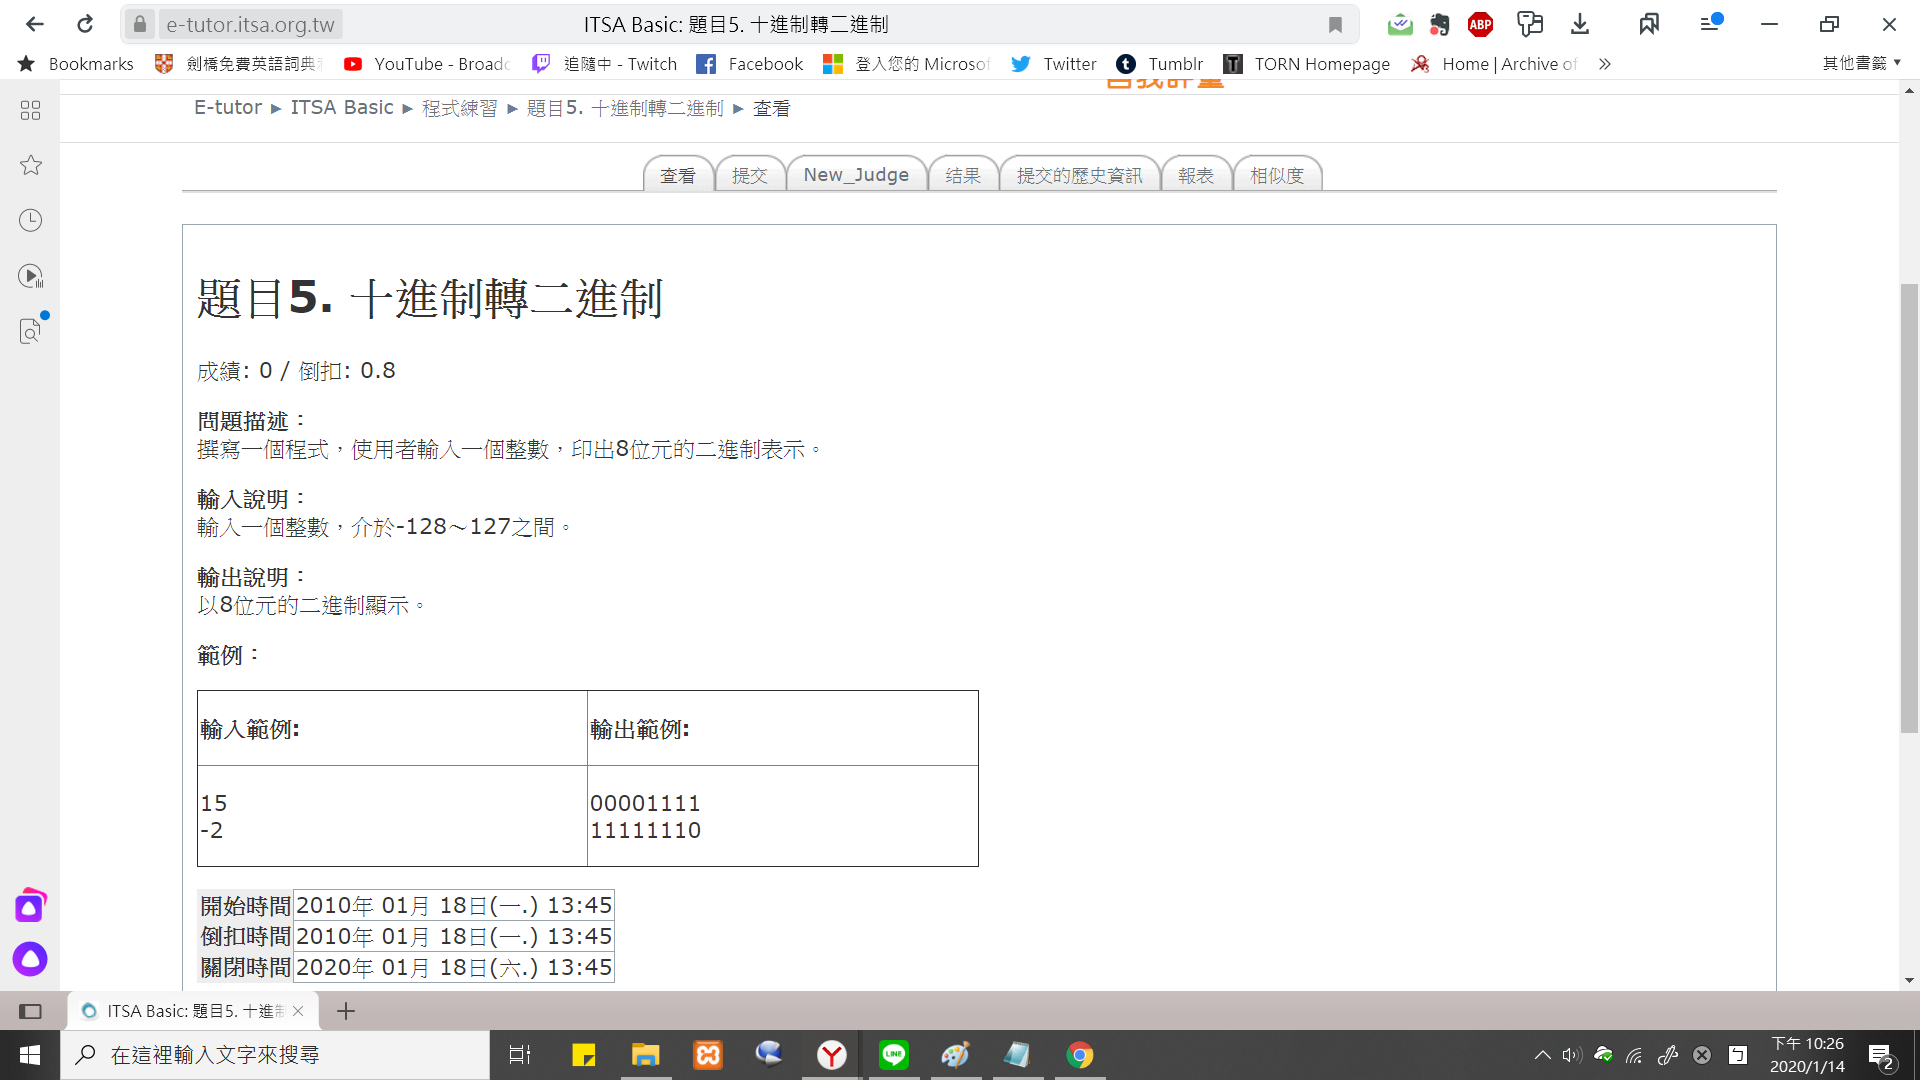 e-tutor.itsa.org.tw
ITSA Basic: 題目5. 十進制轉二進制
ABP
Bookmarks
劍橋免費英語詞典
YouTube - Broadc
追隨中 - Twitch
Facebook
登入您的 Microsof
Twitter
Tumblr
TORN Homepage
Home | Archive of
其他書籤
自我評量
E-tutor ► ITSA Basic ► 程式練習 ► 題目5. 十進制轉二進制 ► 查看
查看
提交
New_Judge
结果
提交的歷史資訊
報表
相似度
題目5. 十進制轉二進制
成績: 0 / 倒扣: 0.8
問題描述：
撰寫一個程式，使用者輸入一個整數，印出8位元的二進制表示。
輸入說明：
輸入一個整數，介於-128～127之間。
輸出說明：
以8位元的二進制顯示。
範例：
輸入範例:
輸出範例:
15
-2
00001111
11111110
開始時間 2010年 01月 18日(一.) 13:45
倒扣時間 2010年 01月 18日(一.) 13:45
關閉時間 2020年 01月 18日(六.) 13:45
ITSA Basic: 題目5. 十進制
在這裡輸入文字來搜尋
LINE
下午 10:26
2020/1/14
2